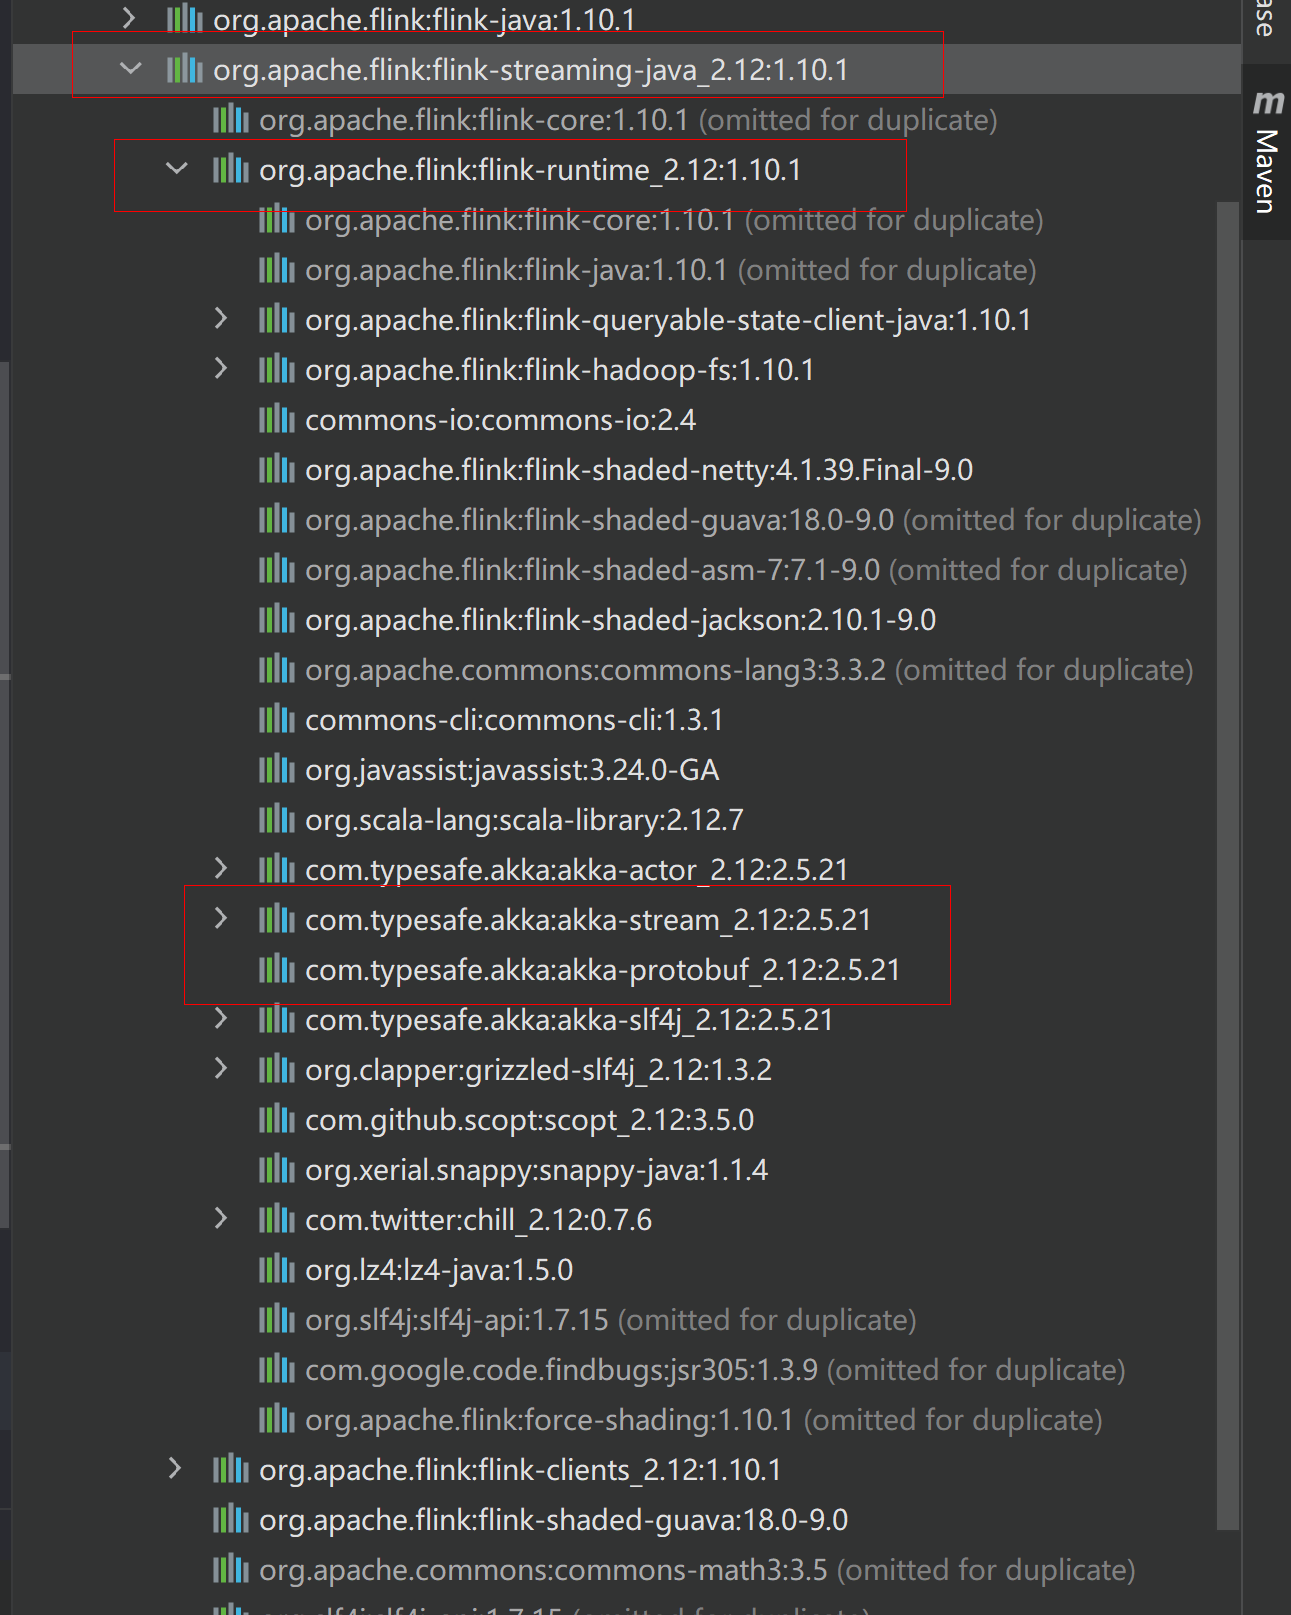 org.apache.flink:flink-java:1.10.1
org.apache.flink:flink-streaming-java_2.12:1.10.1
org.apache.flink:flink-core:1.10.1 (omitted for duplicate)
org.apache.flink:flink-runtime_2.12:1.10.1
org.apache.flink:flink-core:1.10.1 (omitted for duplicate)
org.apache.flink:flink-java:1.10.1 (omitted for duplicate)
org.apache.flink:flink-queryable-state-client-java:1.10.1
org.apache.flink:flink-hadoop-fs:1.10.1
commons-io:commons-io:2.4
org.apache.flink:flink-shaded-netty:4.1.39.Final-9.0
org.apache.flink:flink-shaded-guava:18.0-9.0 (omitted for duplicate)
org.apache.flink:flink-shaded-asm-7:7.1-9.0 (omitted for duplicate)
org.apache.flink:flink-shaded-jackson:2.10.1-9.0
org.apache.commons:commons-lang3:3.3.2 (omitted for duplicate)
commons-cli:commons-cli:1.3.1
org.javassist:javassist:3.24.0-GA
org.scala-lang:scala-library:2.12.7
com.typesafe.akka:akka-actor_2.12:2.5.21
com.typesafe.akka:akka-stream_2.12:2.5.21
com.typesafe.akka:akka-protobuf_2.12:2.5.21
com.typesafe.akka:akka-slf4j_2.12:2.5.21
org.clapper:grizzled-slf4j_2.12:1.3.2
com.github.scopt:scopt_2.12:3.5.0
org.xerial.snappy:snappy-java:1.1.4
com.twitter:chill_2.12:0.7.6
org.lz4:lz4-java:1.5.0
org.slf4j:slf4j-api:1.7.15 (omitted for duplicate)
com.google.code.findbugs:jsr305:1.3.9 (omitted for duplicate)
org.apache.flink:force-shading:1.10.1 (omitted for duplicate)
org.apache.flink:flink-clients_2.12:1.10.1
org.apache.flink:flink-shaded-guava:18.0-9.0
org.apache.commons:commons-math3:3.5 (omitted for duplicate)
org.slf4j:slf4j-api:1.7.15 (omitted for duplicate)
ase
m
Maven